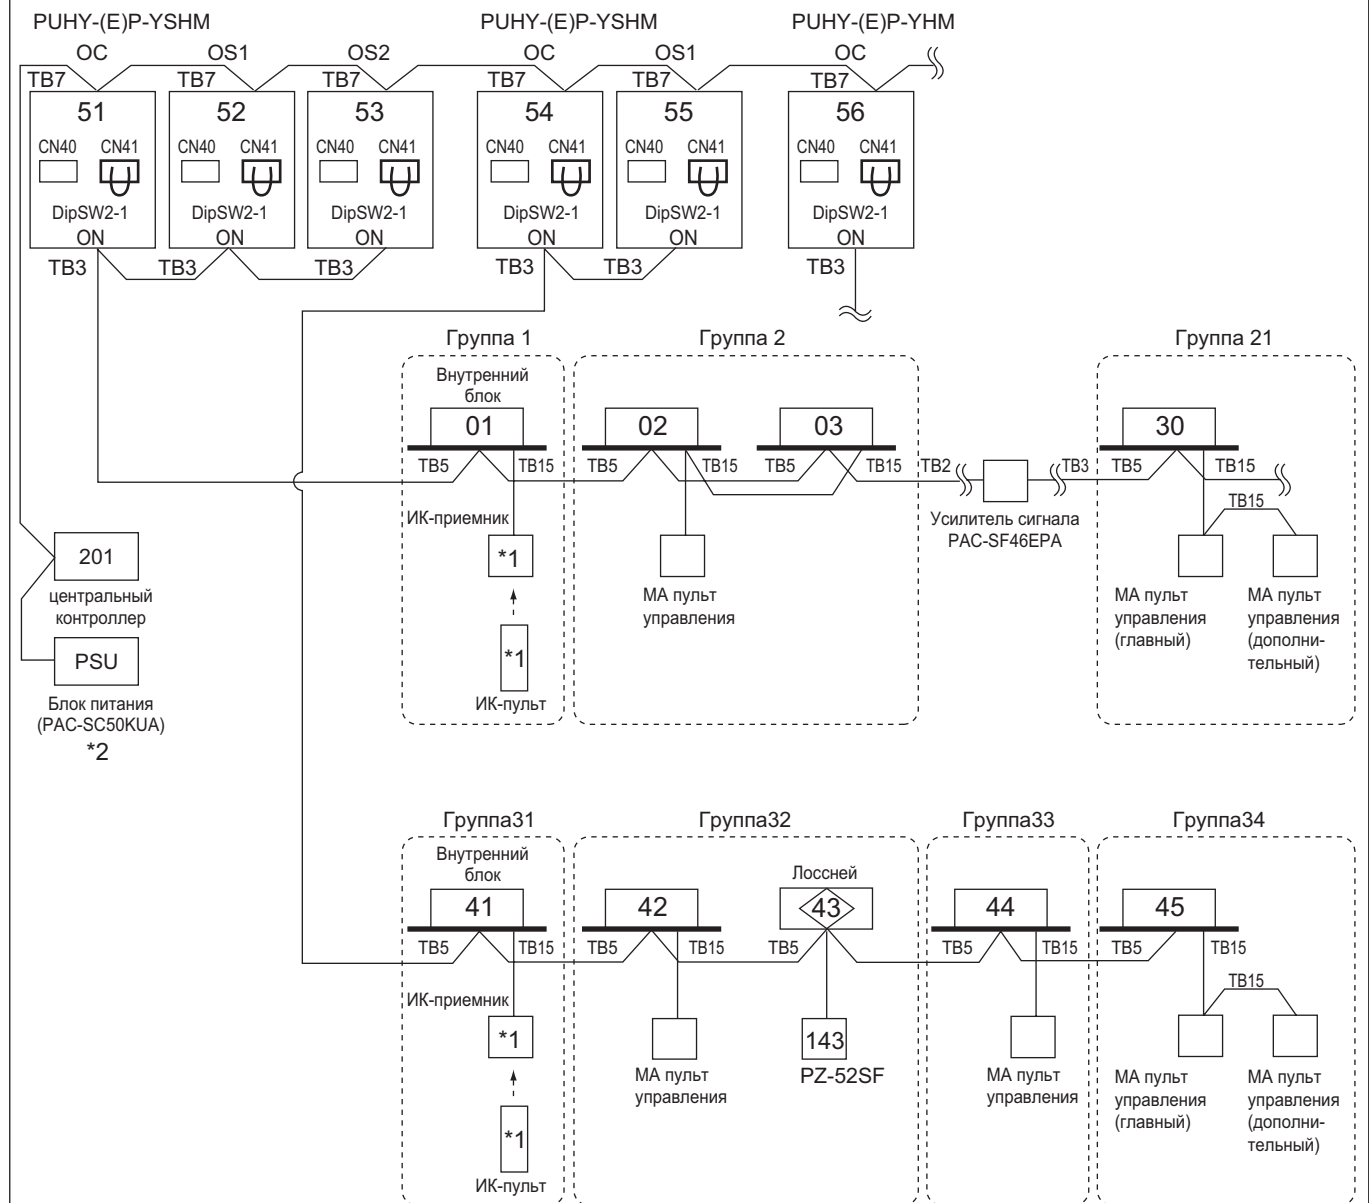 PUHY-(E)P-YSHM PUHY-(E)P-YSHM PUHY-(E)P-YHM
OC OS1 OS2 OC OS1 OC
TB7 TB7 TB7 TB7 TB7 TB7
51 52 53 54 55 56
CN40 CN41 CN40 CN41 CN40 CN41 CN40 CN41 CN40 CN41 CN40 CN41
DipSW2-1 DipSW2-1 DipSW2-1 DipSW2-1 DipSW2-1 DipSW2-1
ON ON ON ON ON ON
TB3 TB3 TB3 TB3 TB3 TB3
Группа 1 Группа 2 Группа 21
Внутренний
блок
01 02 03 30
TB5 TB15 TB5 TB15 TB5 TB15 TB2 TB3 TB5 TB15
TB15
ИК-приемник
*1
Усилитель сигнала
PAC-SF46EPA
201
центральный
контроллер
МА пульт
управления
МА пульт
управления
(главный)
МА пульт
управления
(дополни-
тельный)
*1
ИК-пульт
PSU
Блок питания
(PAC-SC50KUA)
*2
Группа31 Группа32 Группа33 Группа34
Внутренний
блок
Лоссней
41 42 43 44 45
TB5 TB15 TB5 TB15 TB5 TB5 TB15 TB5 TB15
TB15
ИК-приемник
*1
143
PZ-52SF
МА пульт
управления
МА пульт
управления
МА пульт
управления
(главный)
МА пульт
управления
(дополни-
тельный)
*1
ИК-пульт